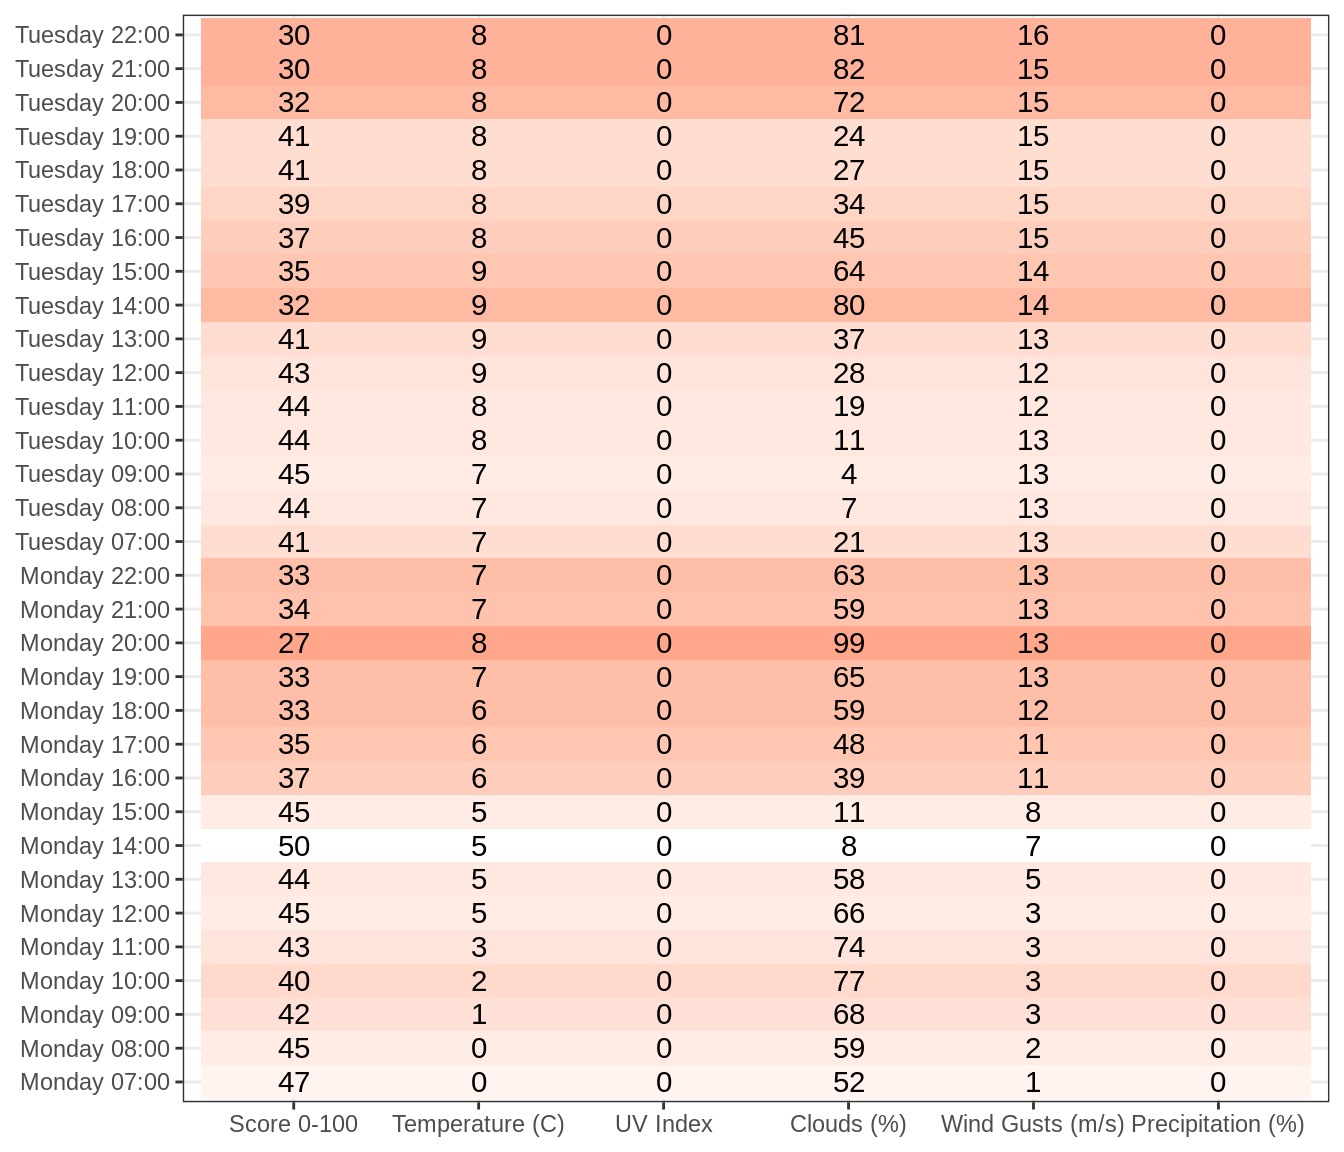 Tuesday 22:00 30 8 0 81 16 0
Tuesday 21:00 30 8 0 82 15 0
Tuesday 20:00 32 8 0 72 15 0
Tuesday 19:00 41 8 0 24 15 0
Tuesday 18:00 41 8 0 27 15 0
Tuesday 17:00 39 8 0 34 15 0
Tuesday 16:00 37 8 0 45 15 0
Tuesday 15:00 35 9 0 64 14 0
Tuesday 14:00 32 9 0 80 14 0
Tuesday 13:00 41 9 0 37 13 0
Tuesday 12:00 43 9 0 28 12 0
Tuesday 11:00 44 8 0 19 12 0
Tuesday 10:00 44 8 0 11 13 0
Tuesday 09:00 45 7 0 4 13 0
Tuesday 08:00 44 7 0 7 13 0
Tuesday 07:00 41 7 0 21 13 0
Monday 22:00 33 7 0 63 13 0
Monday 21:00 34 7 0 59 13 0
Monday 20:00 27 8 0 99 13 0
Monday 19:00 33 7 0 65 13 0
Monday 18:00 33 6 0 59 12 0
Monday 17:00 35 6 0 48 11 0
Monday 16:00 37 6 0 39 11 0
Monday 15:00 45 5 0 11 8 0
Monday 14:00 50 5 0 8 7 0
Monday 13:00 44 5 0 58 5 0
Monday 12:00 45 5 0 66 3 0
Monday 11:00 43 3 0 74 3 0
Monday 10:00 40 2 0 77 3 0
Monday 09:00 42 1 0 68 3 0
Monday 08:00 45 0 0 59 2 0
Monday 07:00 47 0 0 52 1 0
Score 0-100 Temperature (C) UV Index Clouds (%) Wind Gusts (m/s) Precipitation (%)